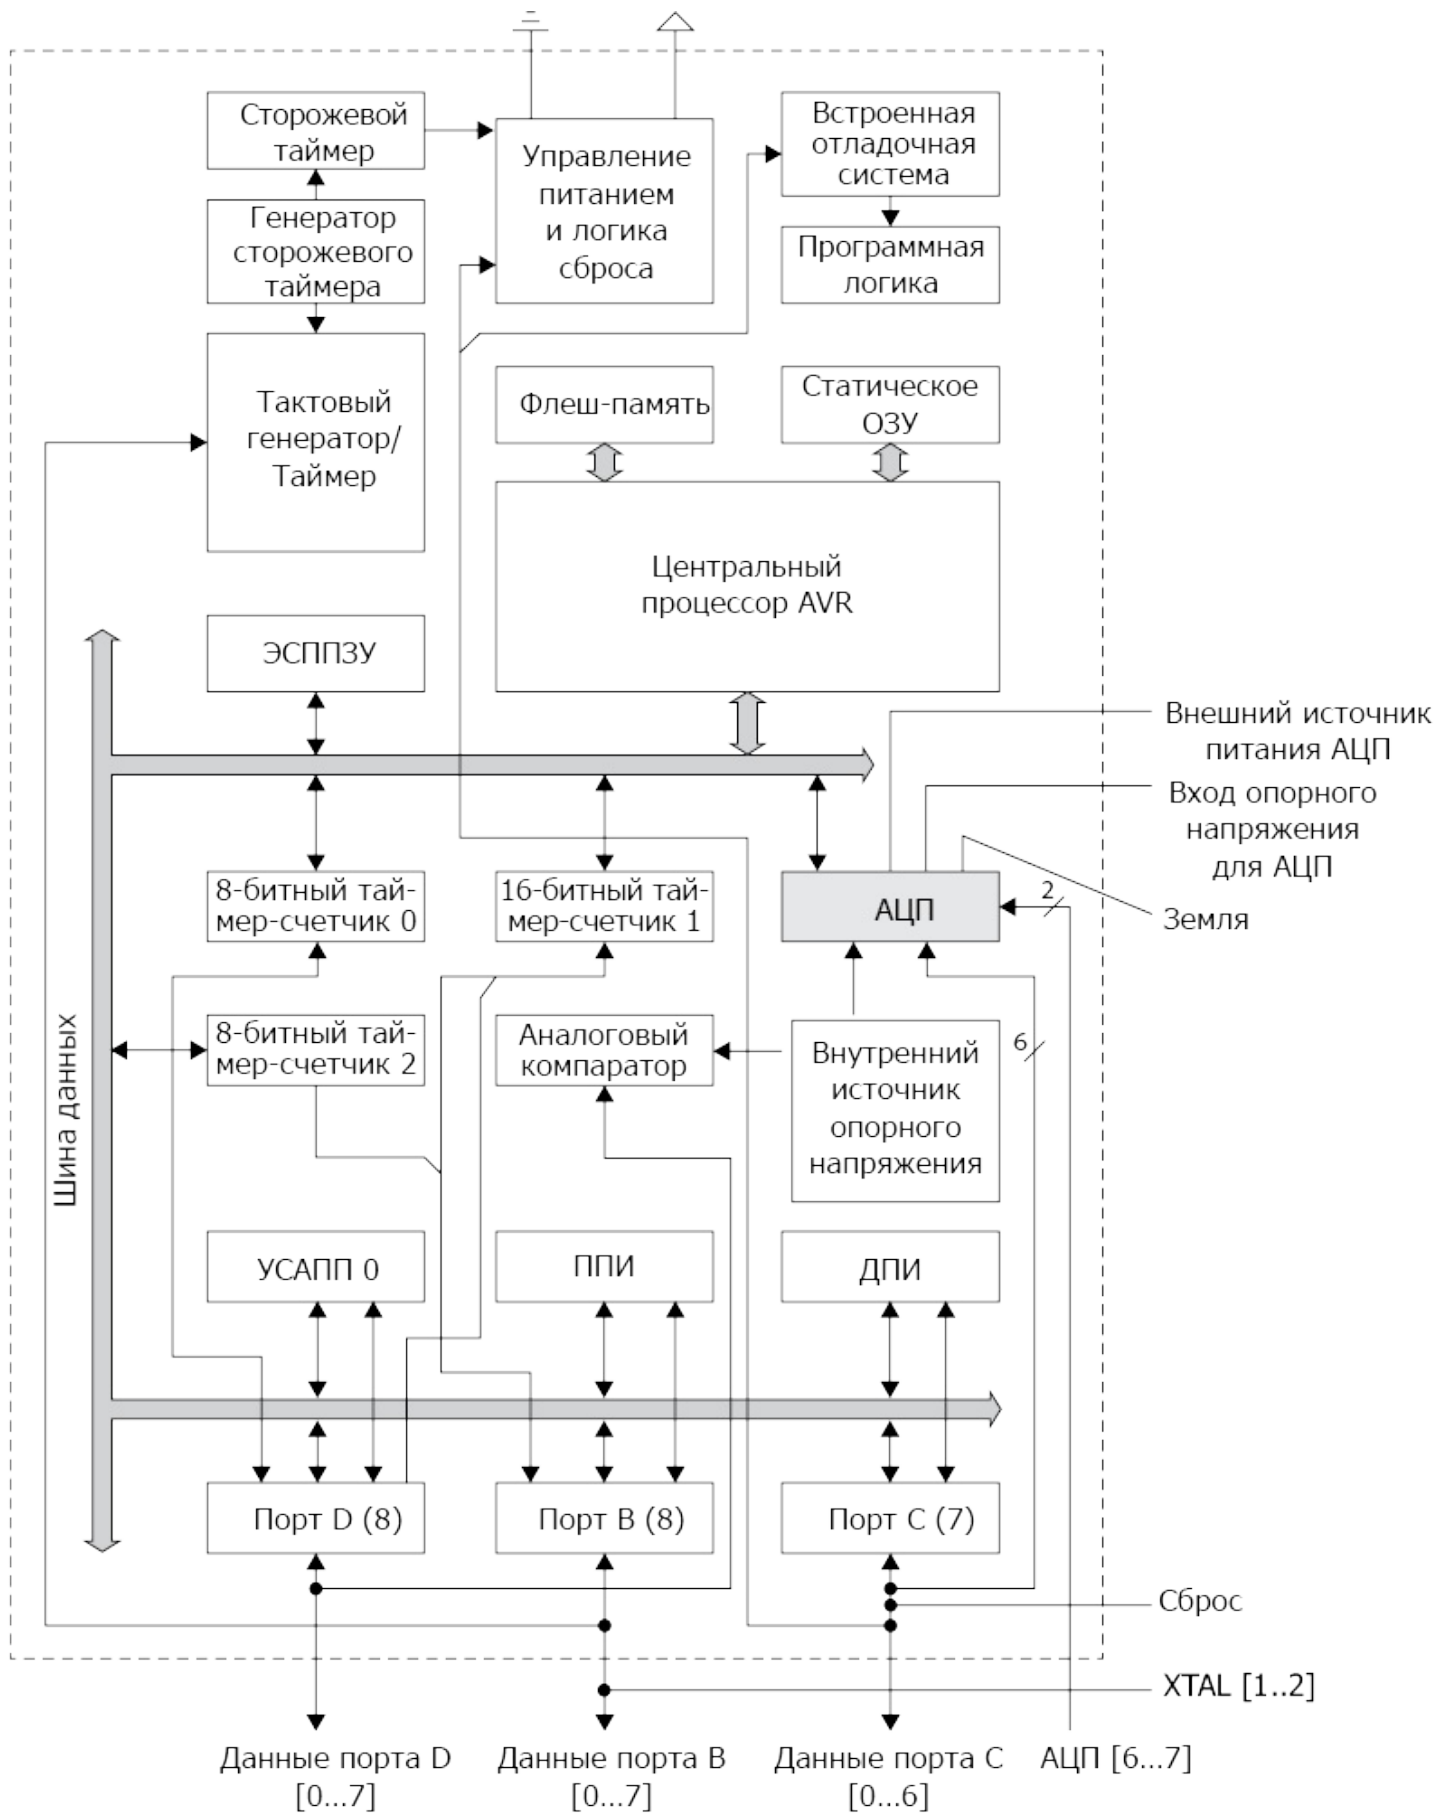 Сторожевой
таймер
Управление
питанием
и логика
сброса
Встроенная
отладочная
система
Генератор
сторожевого
таймера
Программная
логика
Тактовый
генератор/
Таймер
Флеш-память
Статическое
ОЗУ
Центральный
процессор AVR
ЭСППЗУ
Внешний источник
питания АЦП
Вход опорного
напряжения
для АЦП
Земля
8-битный тай-
мер-счетчик 0
16-битный тай-
мер-счетчик 1
АЦП
2
Шина данных
8-битный тай-
мер-счетчик 2
Аналоговый
компаратор
Внутренний
источник
опорного
напряжения
6
УСАПП 0
ППИ
ДПИ
Порт D (8)
Порт B (8)
Порт C (7)
Сброс
XTAL [1..2]
Данные порта D
[0...7]
Данные порта B
[0...7]
Данные порта C
[0...6]
АЦП [6...7]